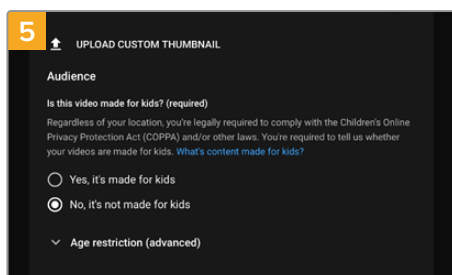 5
UPLOAD CUSTOM THUMBNAIL
Audience
Is this video made for kids? (required)
Regardless of your location, you're legally required to comply with the Children's Online
Privacy Protection Act (COPPA) and/or other laws. You're required to tell us whether
your videos are made for kids. What's content made for kids?
Yes, it's made for kids
No, it's not made for kids
Age restriction (advanced)